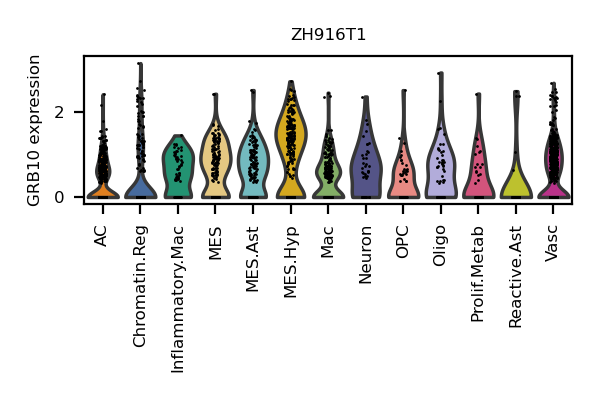 ZH916T1
GRB10 expression
2
0
AC
Chromatin.Reg
Inflammatory.Mac
MES
MES.Ast
MES.Hyp
Mac
Neuron
OPC
Oligo
Prolif.Metab
Reactive.Ast
Vasc